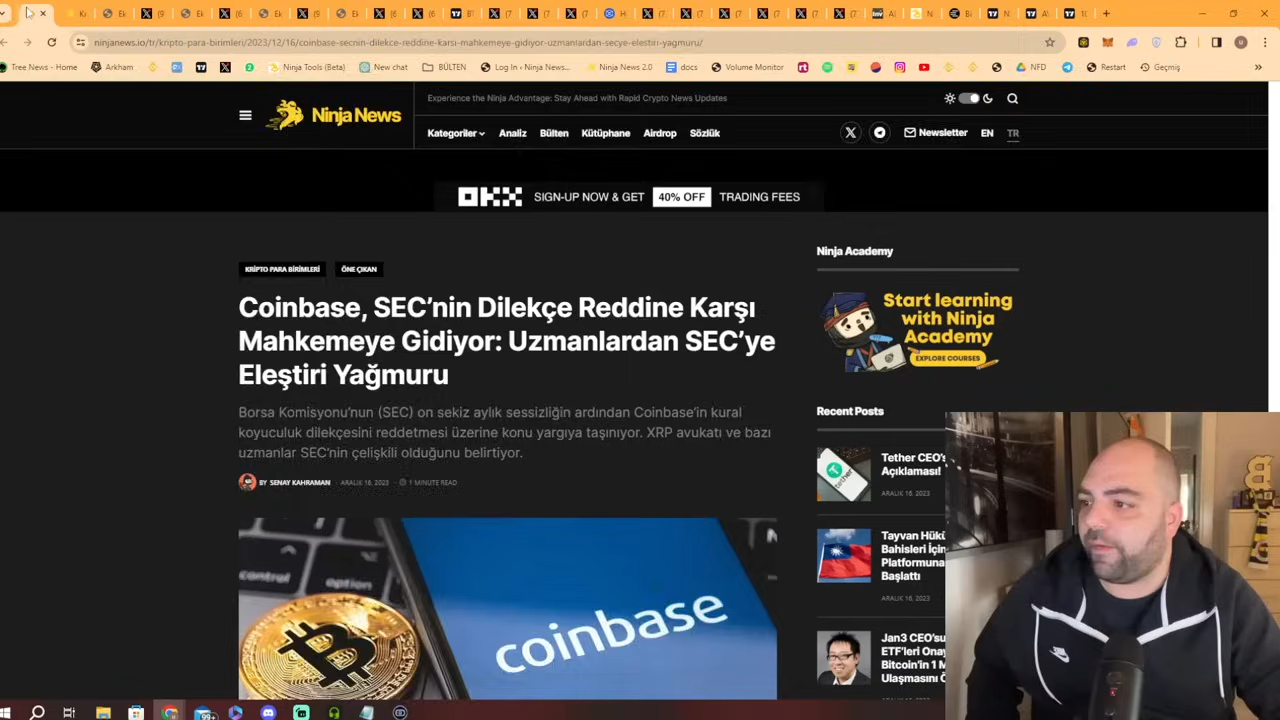 ninjanews.io/tr/kripto-para-birimleri/2023/12/16/coinbase-secnin-dilekce-reddine-karsi-mahkemeye-gidiyor-uzmanlardan-secye-elestiri-yagmuru/
Tree News - Home
Arkham
Ninja Tools (Beta)
New chat
BÜLTEN
Log In ‹ Ninja News...
Ninja News 2.0
docs
Volume Monitor
NFD
Restart
Geçmiş
»
Ninja News
Experience the Ninja Advantage: Stay Ahead with Rapid Crypto News Updates
Kategoriler
Analiz
Bülten
Kütüphane
Airdrop
Sözlük
Newsletter
EN
TR
OKX
SIGN-UP NOW & GET 40% OFF TRADING FEES
KRİPTO PARA BİRİMLERİ
ÖNE ÇIKAN
Coinbase, SEC’nin Dilekçe Reddine Karşı
Mahkemeye Gidiyor: Uzmanlardan SEC’ye
Eleştiri Yağmuru
Borsa Komisyonu’nun (SEC) on sekiz aylık sessizliğin ardından Coinbase’in kural
koyuculuk dilekçesini reddetmesi üzerine konu yargıya taşınıyor. XRP avukatı ve bazı
uzmanlar SEC’nin çelişkili olduğunu belirtiyor.
BY SENAY KAHRAMAN · ARALIK 16, 2023 · 1 MINUTE READ
control
option
coinbase
Ninja Academy
Start learning
with Ninja
Academy
EXPLORE COURSES
Recent Posts
Tether CEO’s
Açıklaması!
ARALIK 16, 2023
Tayvan Hükü
Bahisleri İçin
Platformuna
Başlattı
ARALIK 16, 2023
Jan3 CEO’su
ETF’leri Onay
Bitcoin’in 1 M
Ulaşmasını Ö
99+